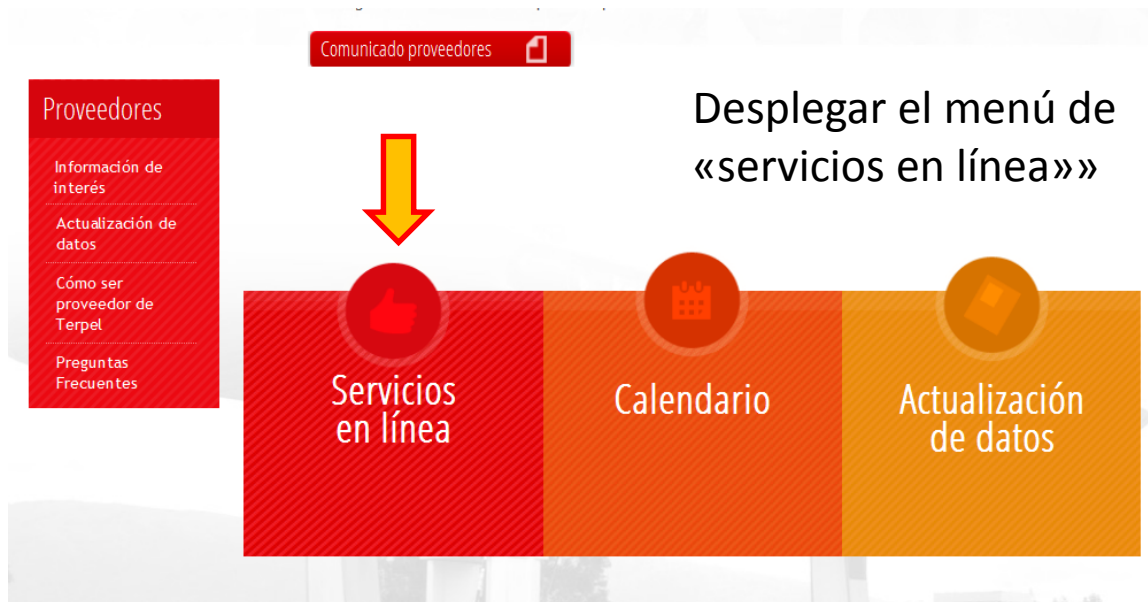 Comunicado proveedores
Proveedores
Información de
interés
Actualización de
datos
Cómo ser
proveedor de
Terpel
Preguntas
Frecuentes
Desplegar el menú de
«servicios en línea»»
Servicios
en línea
Calendario
Actualización
de datos